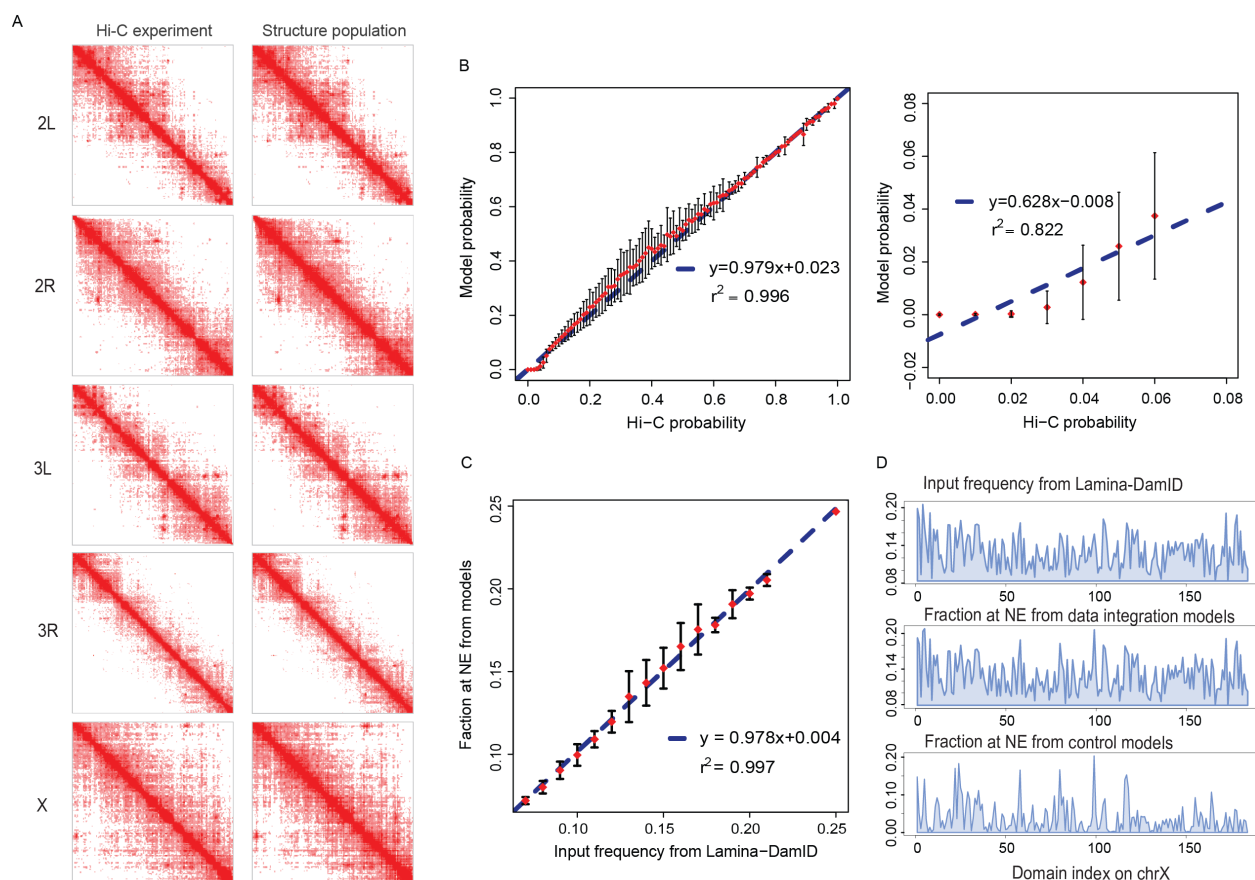 A
Hi-C experiment
Structure population
2L
2R
3L
3R
X
B
Model probability
1.0
0.8
0.6
0.4
0.2
0.0
y=0.979x+0.023
r² = 0.996
0.0 0.2 0.4 0.6 0.8 1.0
Hi−C probability
Model probability
0.08
0.06
0.04
0.02
0.00
−0.02
y=0.628x−0.008
r² = 0.822
0.00 0.02 0.04 0.06 0.08
Hi−C probability
C
Fraction at NE from models
0.25
0.20
0.15
0.10
y = 0.978x+0.004
r² = 0.997
0.10 0.15 0.20 0.25
Input frequency from Lamina−DamID
D
Input frequency from Lamina-DamID
0.20
0.14
0.08
0 50 100 150
Fraction at NE from data integration models
0.20
0.14
0.08
0 50 100 150
Fraction at NE from control models
0.20
0.10
0.00
0 50 100 150
Domain index on chrX